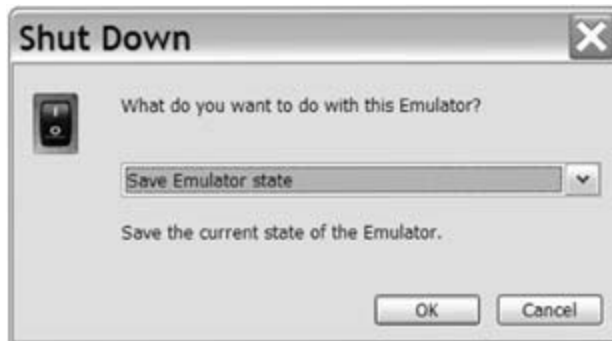 Shut Down
What do you want to do with this Emulator?
Save Emulator state
Save the current state of the Emulator.
OK
Cancel